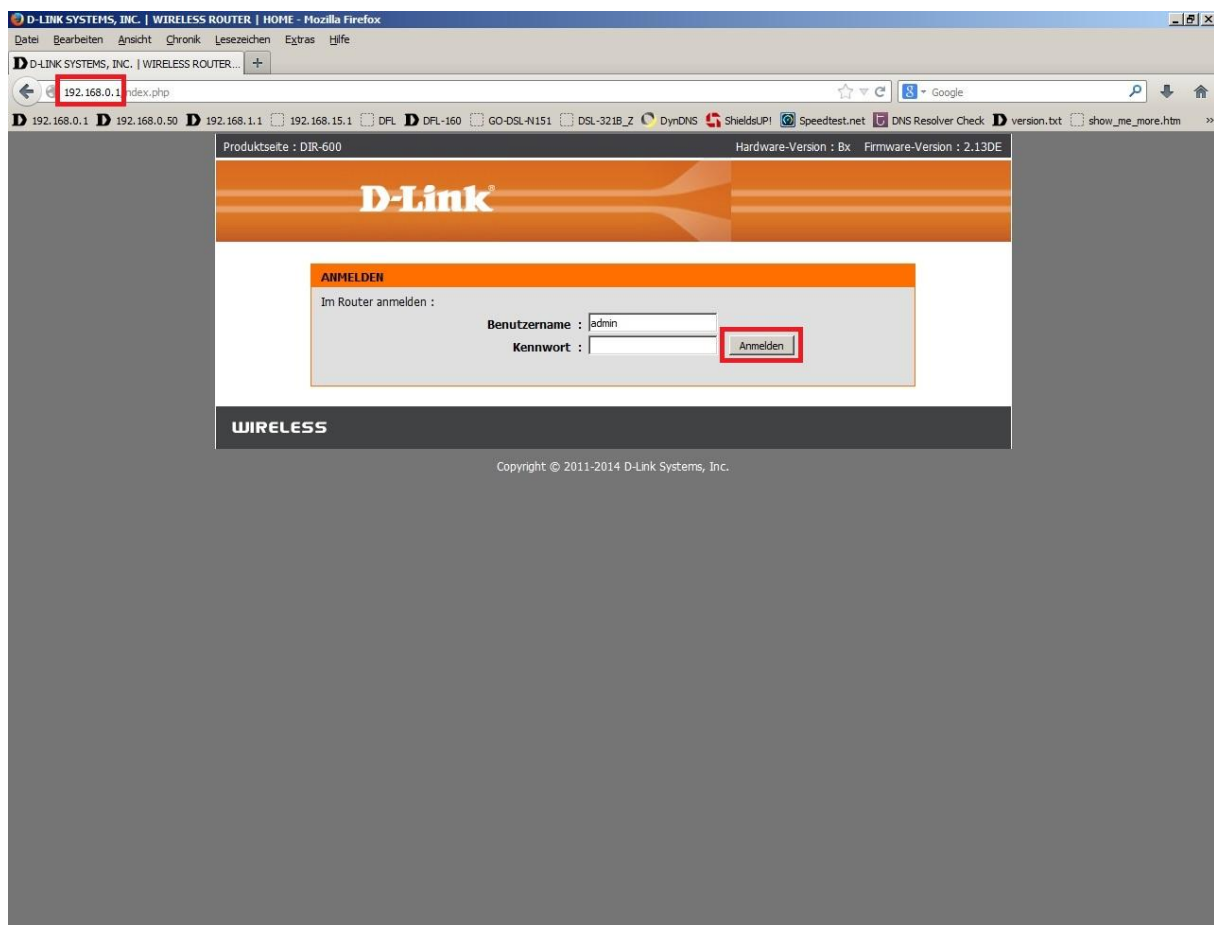 D-LINK SYSTEMS, INC. | WIRELESS ROUTER | HOME - Mozilla Firefox
Datei Bearbeiten Ansicht Chronik Lesezeichen Extras Hilfe
D-LINK SYSTEMS, INC. | WIRELESS ROUTER... +
192.168.0.1 index.php Google
192.168.0.1 192.168.0.50 192.168.1.1 192.168.15.1 DFL DFL-160 GO-DSL-N151 DSL-321B_Z DynDNS ShieldsUP! Speedtest.net DNS Resolver Check version.txt show_me_more.htm »
Produktseite : DIR-600 Hardware-Version : Bx Firmware-Version : 2.13DE
D-Link®
ANMELDEN
Im Router anmelden :
Benutzername : admin
Kennwort : Anmelden
WIRELESS
Copyright © 2011-2014 D-Link Systems, Inc.